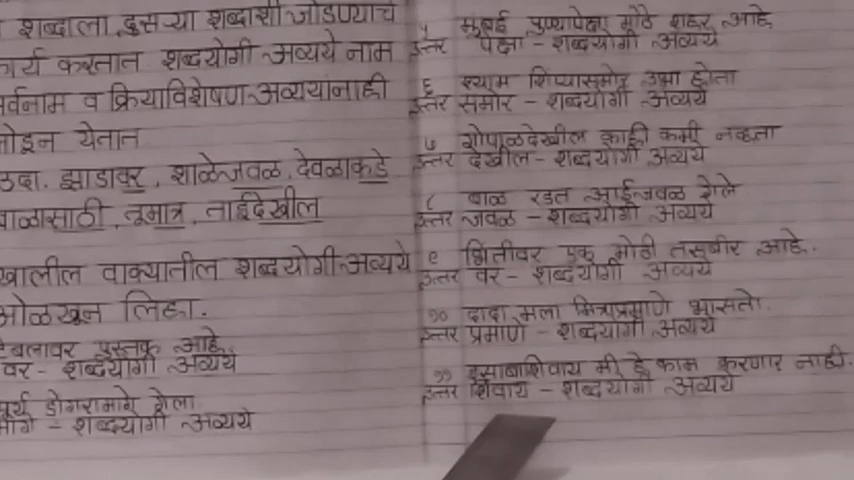 शब्दाला दुसऱ्या शब्दाशी जोडण्याचे
कार्य करतात शब्दयोगी अव्यये नाम
सर्वनाम व क्रियाविशेषण अव्ययांनाही
जोडून येतात
उदा. झाडावर, शाळेजवळ, देवळाकडे
बाळासाठी, तूमात्र, ताईदेखील
खालील वाक्यातील शब्दयोगी अव्यये
ओळखून लिहा.
टेबलावर पुस्तक आहे
वर - शब्दयोगी अव्यये
सूर्य डोंगरामागे गेला
मागे - शब्दयोगी अव्यये
५ मुंबई पुण्यापेक्षा मोठे शहर आहे
उत्तर पेक्षा - शब्दयोगी अव्यये
६ श्याम शिप्यासमोर उभा होता
उत्तर समोर - शब्दयोगी अव्यये
७ गोपाळदेखील काही कमी नव्हता
उत्तर देखील - शब्दयोगी अव्यये
८ बाळ रडत आईजवळ गेले
उत्तर जवळ - शब्दयोगी अव्यये
९ भिंतीवर एक मोठी तसबीर आहे.
उत्तर वर - शब्दयोगी अव्यये
१० दादा मला मित्राप्रमाणे भासतो.
उत्तर प्रमाणे - शब्दयोगी अव्यये
११ मी हे काम करणार नाही.
उत्तर शिवाय - शब्दयोगी अव्यये